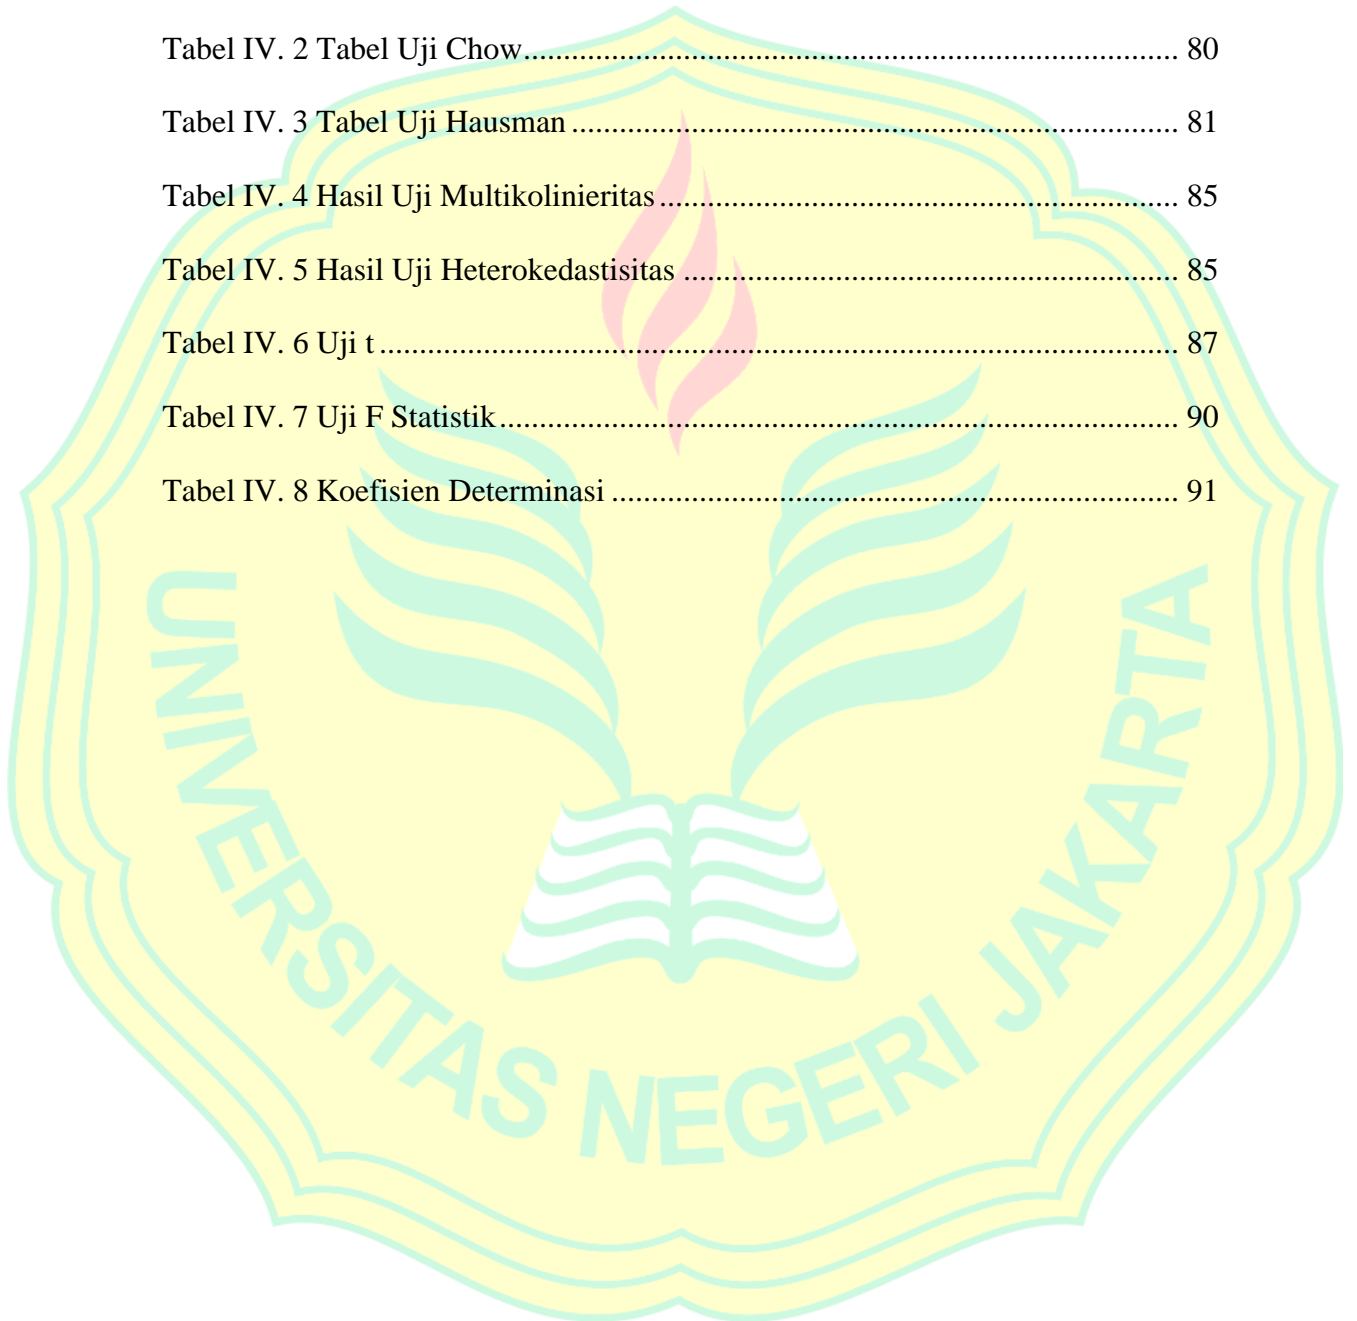 Tabel IV. 2 Tabel Uji Chow.................................................................................... 80
Tabel IV. 3 Tabel Uji Hausman ............................................................................. 81
Tabel IV. 4 Hasil Uji Multikolinieritas .................................................................. 85
Tabel IV. 5 Hasil Uji Heterokedastisitas ............................................................... 85
Tabel IV. 6 Uji t ..................................................................................................... 87
Tabel IV. 7 Uji F Statistik ...................................................................................... 90
Tabel IV. 8 Koefisien Determinasi ........................................................................ 91
UNIVERSITAS NEGERI JAKARTA